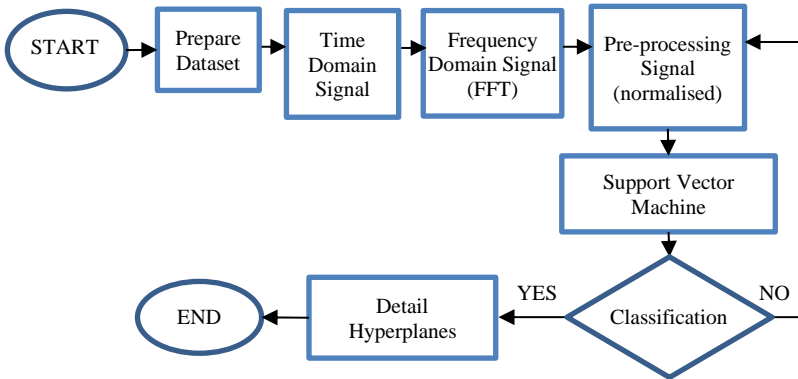 START
Prepare
Dataset
Time
Domain
Signal
Frequency
Domain Signal
(FFT)
Pre-processing
Signal
(normalised)
Support Vector
Machine
Classification
YES
NO
Detail
Hyperplanes
END